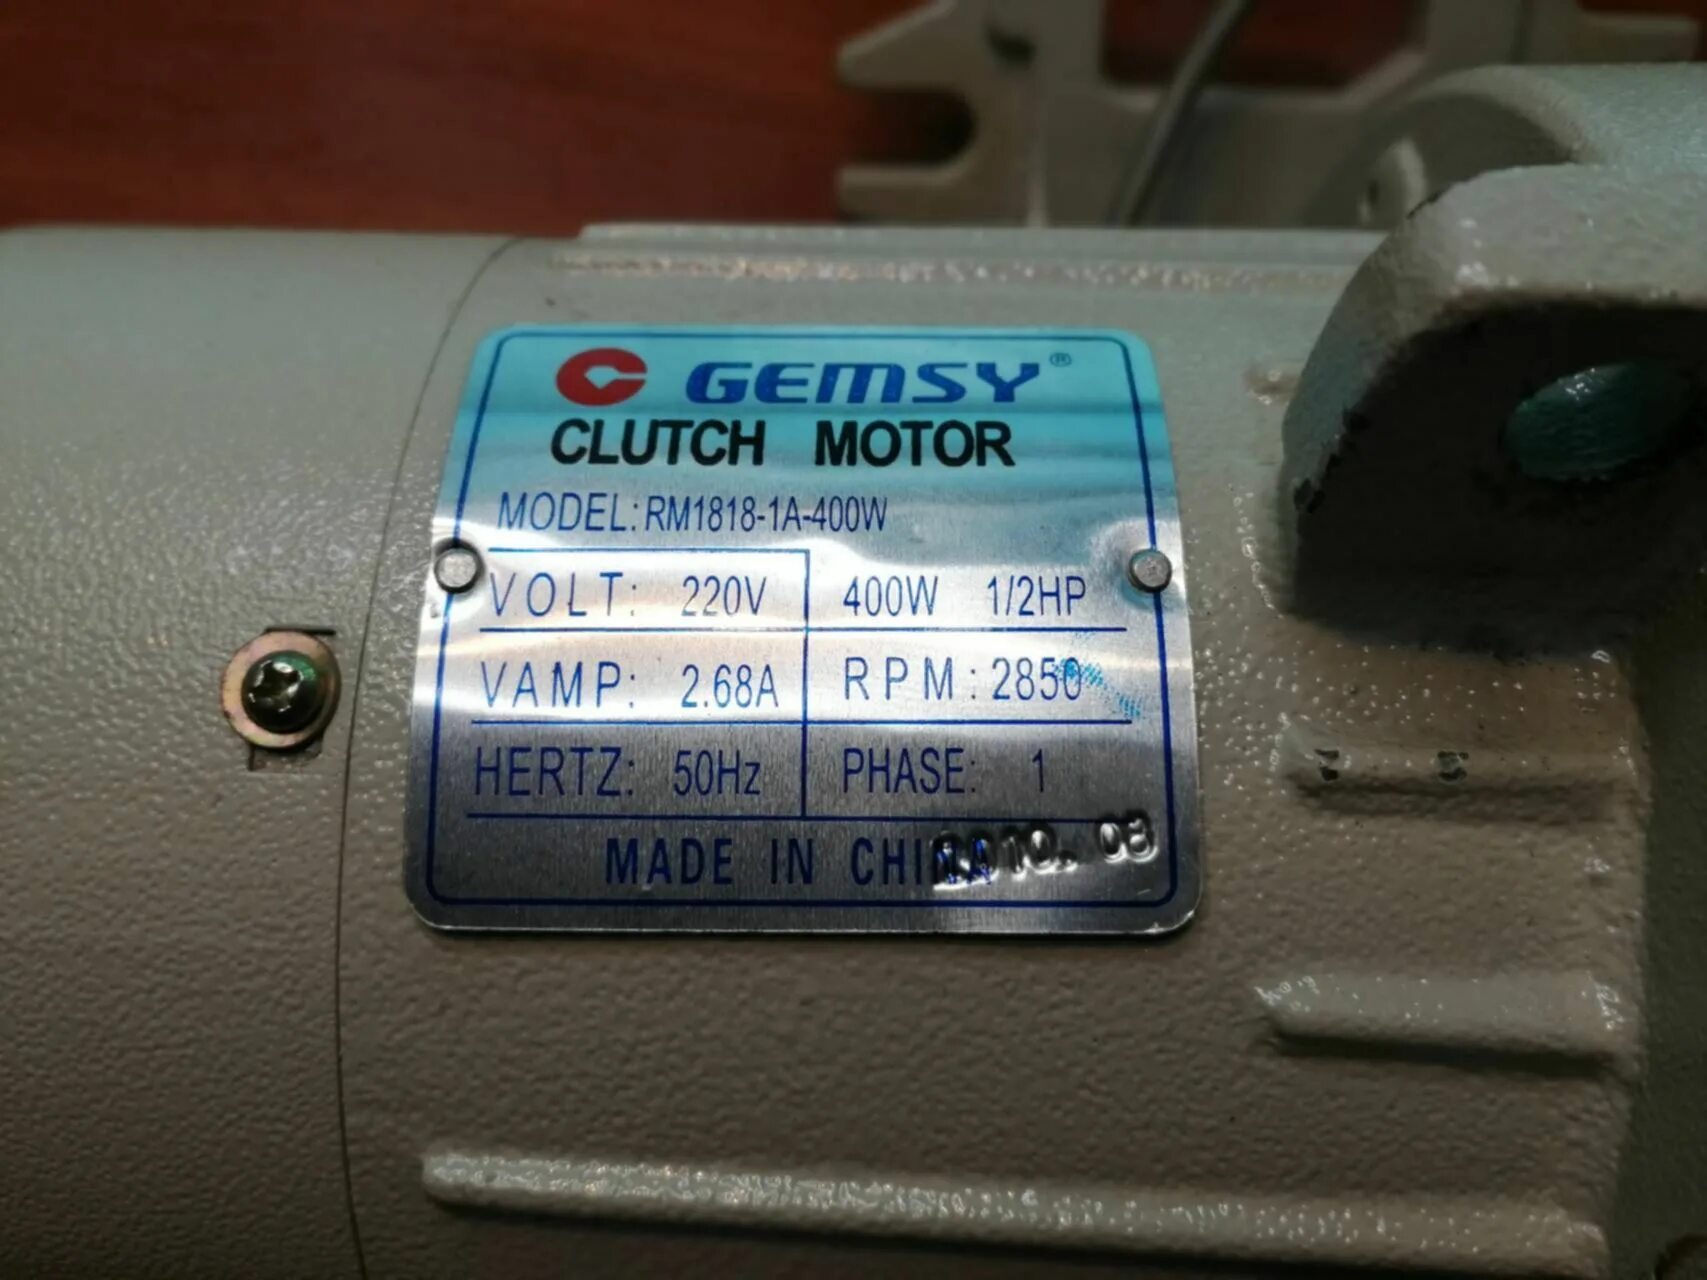 GEMSY®
CLUTCH MOTOR
MODEL: RM1818-1A-400W
VOLT: 220V 400W 1/2HP
VAMP: 2.68A RPM: 2850
HERTZ: 50Hz PHASE: 1
MADE IN CHINA
2010.03